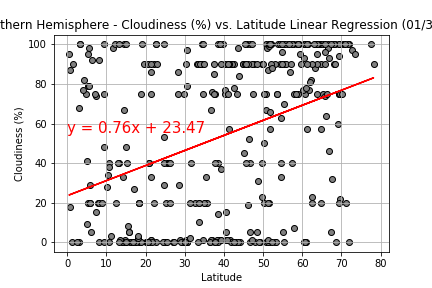 thern Hemisphere - Cloudiness (%) vs. Latitude Linear Regression (01/3
100
80
60
40
20
0
Cloudiness (%)
y = 0.76x + 23.47
0 10 20 30 40 50 60 70 80
Latitude